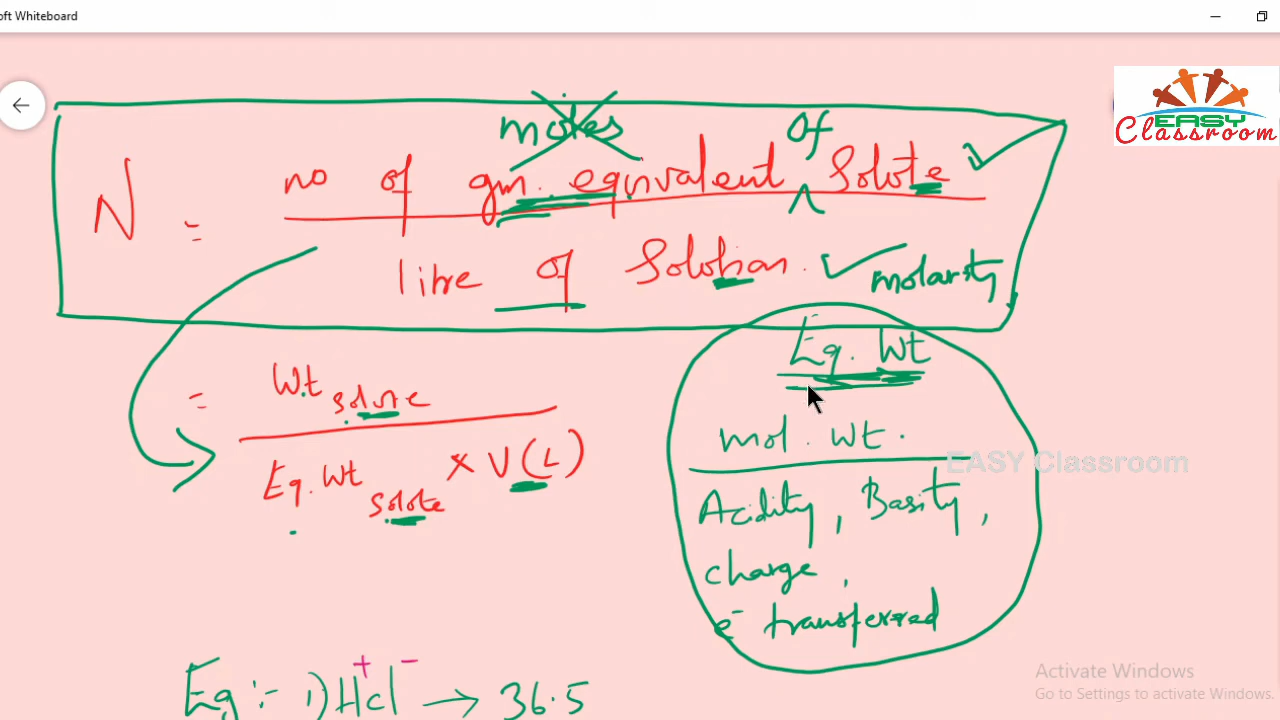 oft Whiteboard
EASY
Classroom
moles of
N = no of gm. equivalent ^ Solute
litre of Solution. molarity
= Wt solute
Eq. Wt solute x V(L)
Eq. Wt
mol. wt.
Acidity, Basity,
charge,
e- transferred
EASY Classroom
Eg :- 1) H+Cl- → 36.5
Activate Windows
Go to Settings to activate Windows.